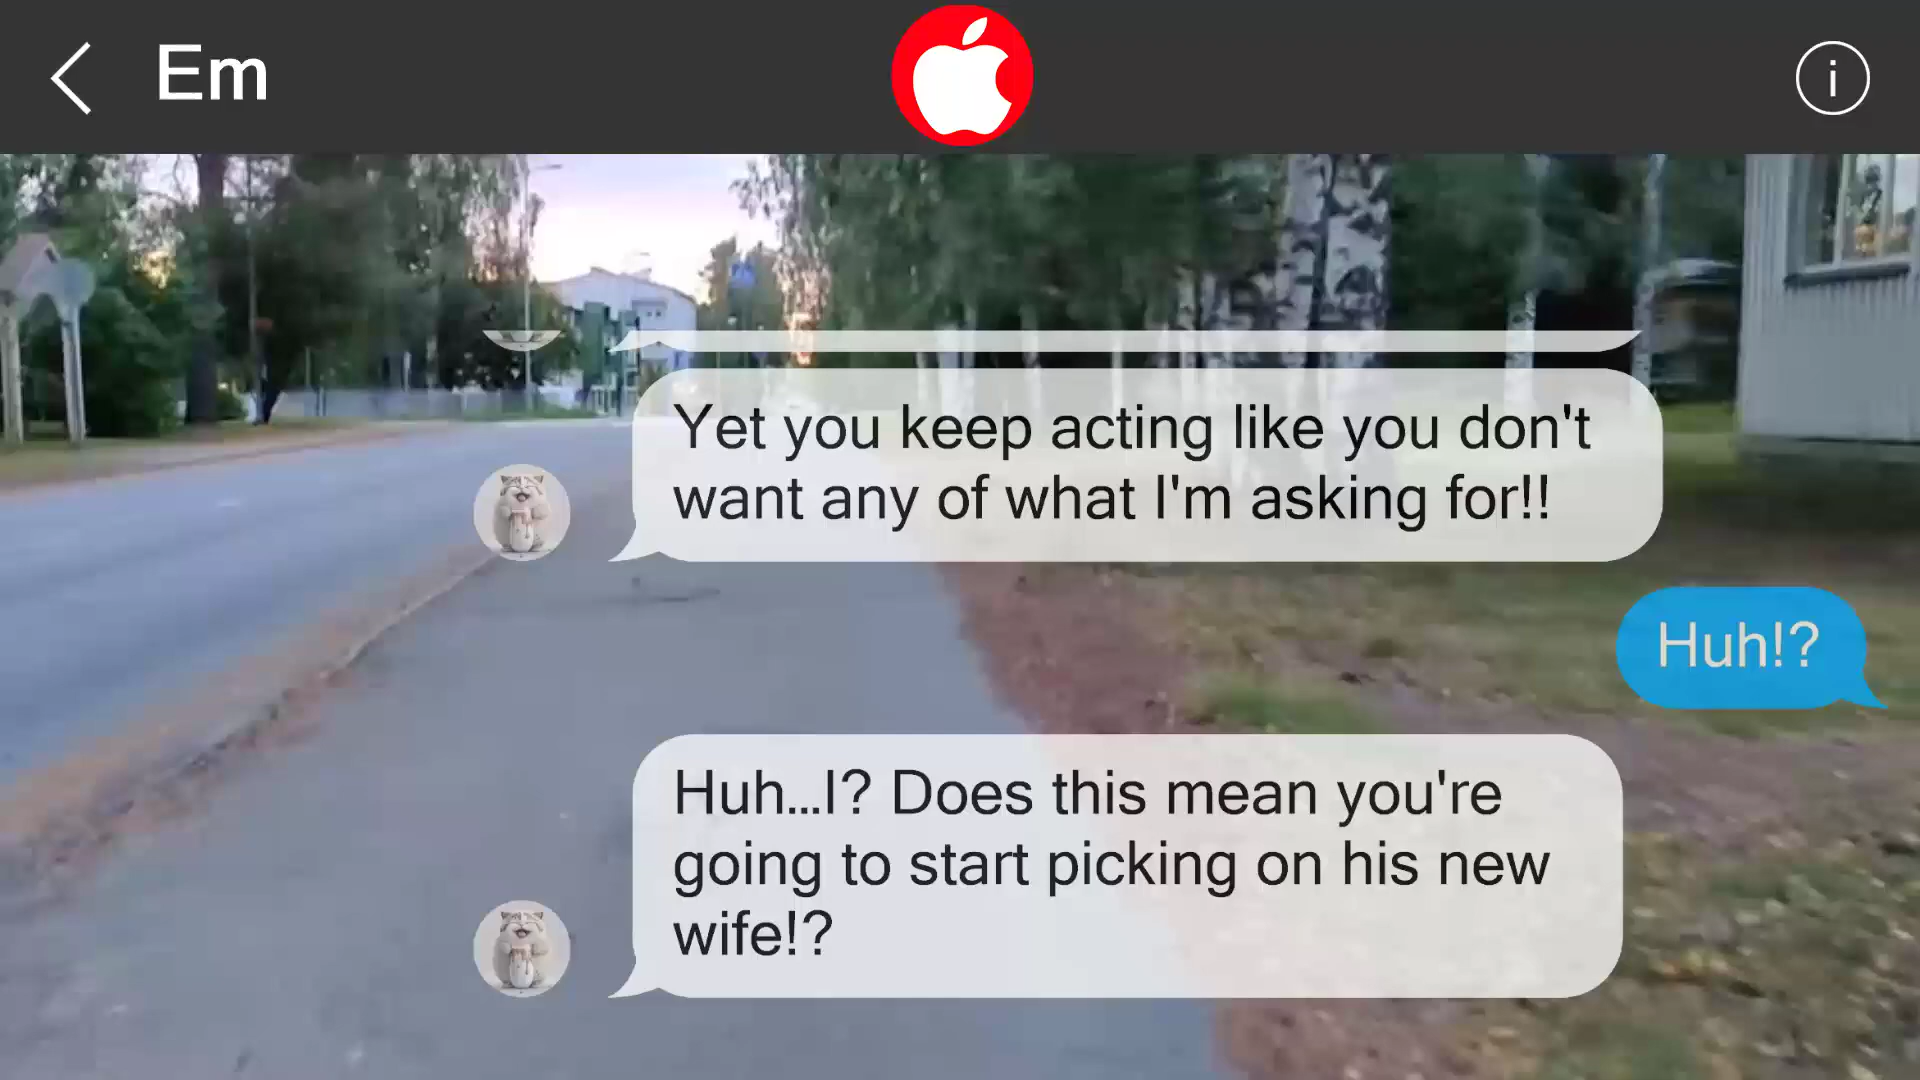 Em
i
Yet you keep acting like you don't
want any of what I'm asking for!!
Huh!?
Huh...I? Does this mean you're
going to start picking on his new
wife!?